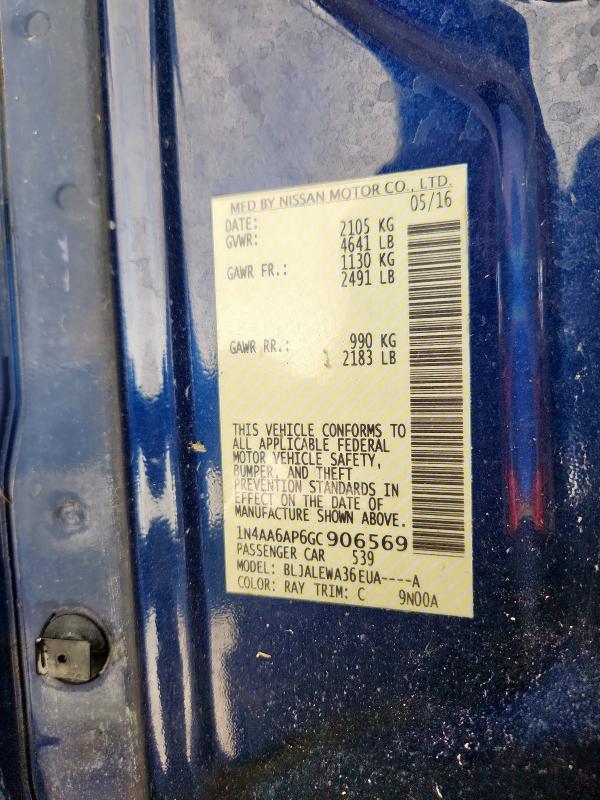 MFD BY NISSAN MOTOR CO., LTD.
DATE: 05/16
GVWR: 2105 KG
4641 LB
GAWR FR.: 1130 KG
2491 LB
GAWR RR.: 990 KG
2183 LB
THIS VEHICLE CONFORMS TO
ALL APPLICABLE FEDERAL
MOTOR VEHICLE SAFETY,
BUMPER, AND THEFT
PREVENTION STANDARDS IN
EFFECT ON THE DATE OF
MANUFACTURE SHOWN ABOVE.
1N4AA6AP6GC906569
PASSENGER CAR 539
MODEL: BLJALEWA36EUA----A
COLOR: RAY TRIM: C 9N00A